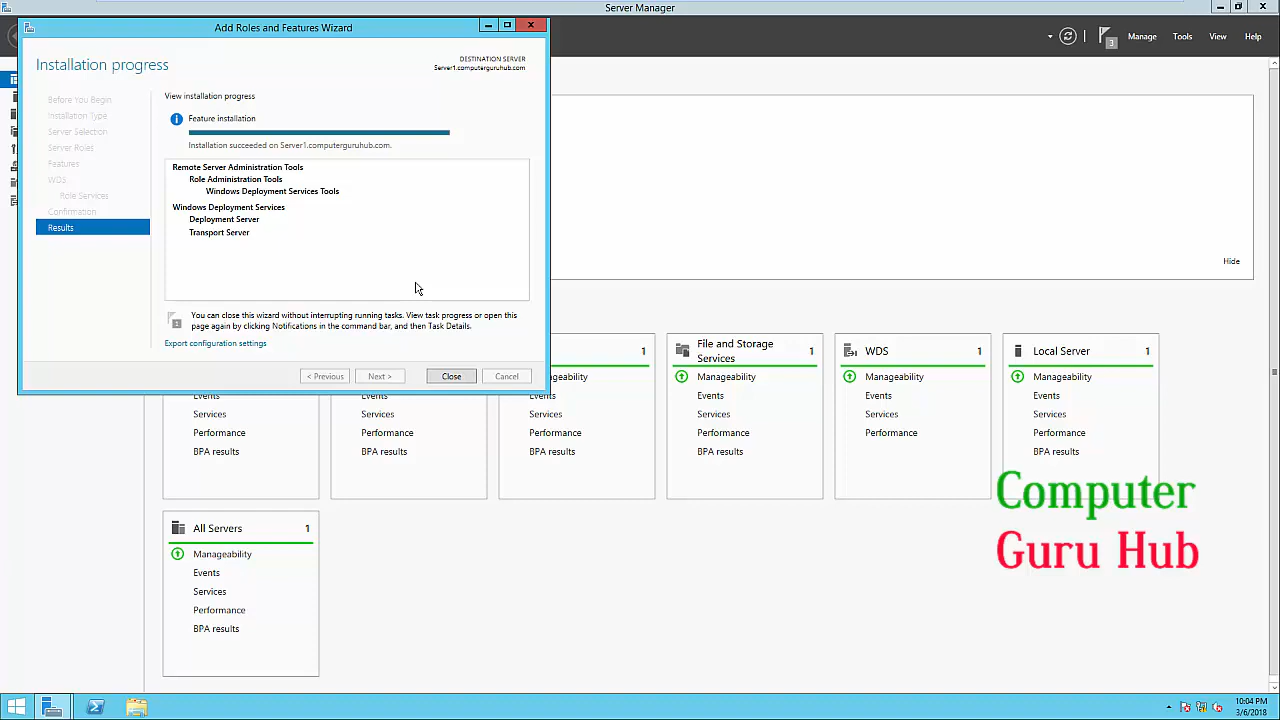 Server Manager
Add Roles and Features Wizard
3
Manage
Tools
View
Help
Installation progress
DESTINATION SERVER
Server1.computerguruhub.com
Before You Begin
Installation Type
Server Selection
Server Roles
Features
WDS
Role Services
Confirmation
Results
View installation progress
Feature installation
Installation succeeded on Server1.computerguruhub.com.
Remote Server Administration Tools
Role Administration Tools
Windows Deployment Services Tools
Windows Deployment Services
Deployment Server
Transport Server
You can close this wizard without interrupting running tasks. View task progress or open this
page again by clicking Notifications in the command bar, and then Task Details.
Export configuration settings
< Previous
Next >
Close
Cancel
Hide
Services
Performance
BPA results
Services
Performance
BPA results
1
Events
Services
Performance
BPA results
File and Storage
Services
1
Manageability
Events
Services
Performance
BPA results
WDS
1
Manageability
Events
Services
Performance
Local Server
1
Manageability
Events
Services
Performance
BPA results
Computer
Guru Hub
All Servers
1
Manageability
Events
Services
Performance
BPA results
10:04 PM
3/6/2018